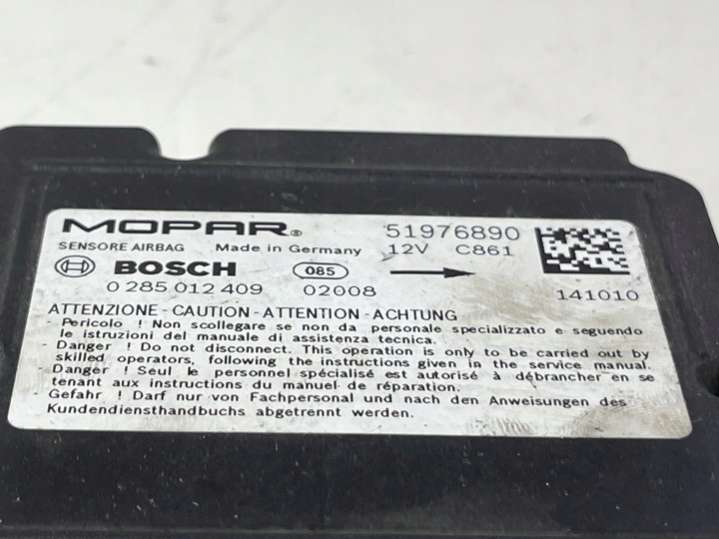 MOPAR® 51976890
SENSORE AIRBAG Made in Germany 12V C861
BOSCH 085
0 285 012 409 02008 141010
ATTENZIONE - CAUTION - ATTENTION - ACHTUNG
- Pericolo ! Non scollegare se non da personale specializzato e seguendo
le istruzioni del manuale di assistenza tecnica.
- Danger ! Do not disconnect. This operation is only to be carried out by
skilled operators, following the instructions given in the service manual.
- Danger ! Seul le personnel spécialisé est autorisé à débrancher en se
tenant aux instructions du manuel de réparation.
- Gefahr ! Darf nur von Fachpersonal und nach den Anweisungen des
Kundendiensthandbuchs abgetrennt werden.